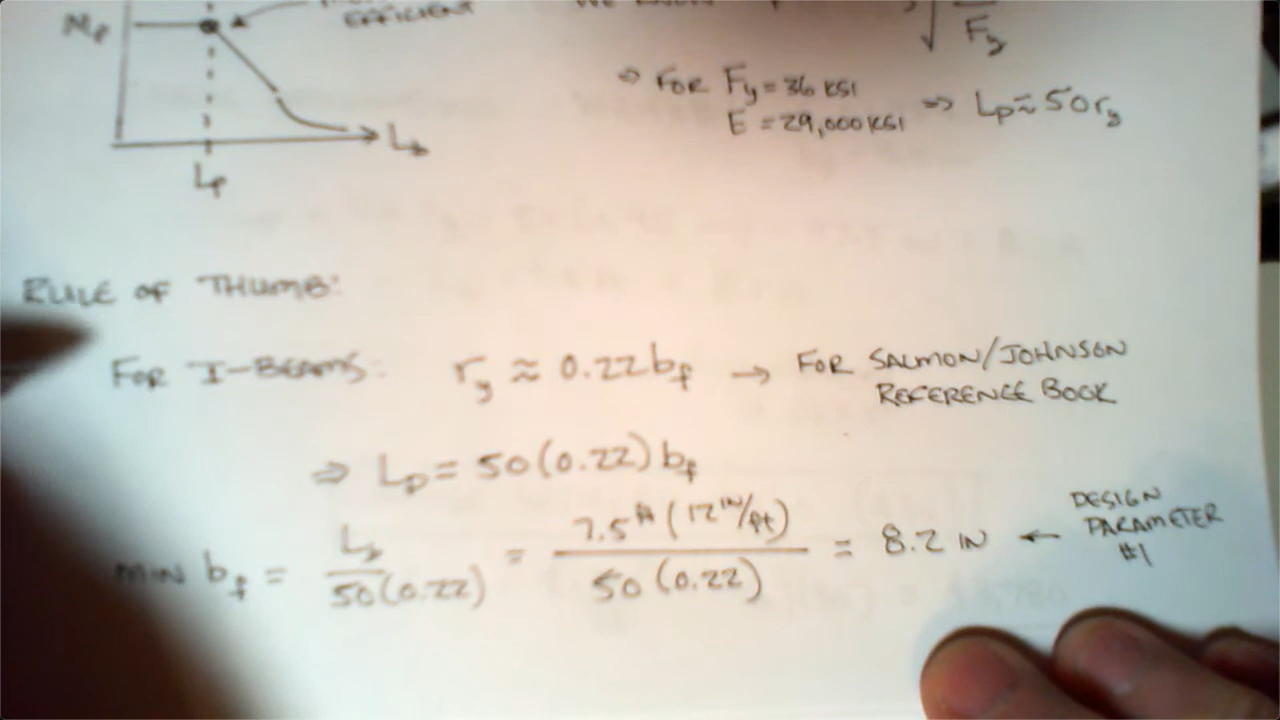 Mp
EFFICIENT
√ Fy
⇒ FOR Fy = 36 KSI
E = 29,000 KSI ⇒ Lp ≈ 50 ry
Lb
Lp
RULE OF THUMB:
FOR I-BEAMS: ry ≈ 0.22 bf → FOR SALMON/JOHNSON
REFERENCE BOOK
⇒ Lp = 50(0.22) bf
MIN bf = Lb / 50(0.22) = 7.5 ft (12 IN/ft) / 50(0.22) = 8.2 IN ← DESIGN
PARAMETER
#1